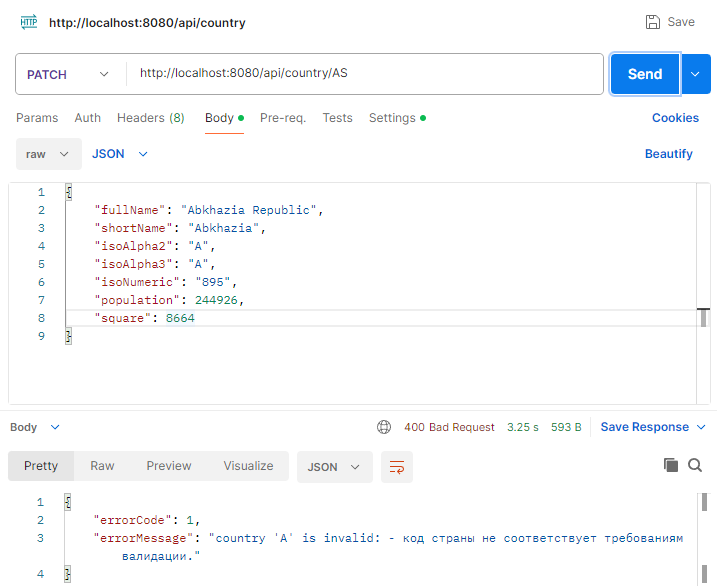 HTTP http://localhost:8080/api/country Save
PATCH http://localhost:8080/api/country/AS Send
Params Auth Headers (8) Body Pre-req. Tests Settings Cookies
raw JSON Beautify
1 {
2 "fullName": "Abkhazia Republic",
3 "shortName": "Abkhazia",
4 "isoAlpha2": "A",
5 "isoAlpha3": "A",
6 "isoNumeric": "895",
7 "population": 244926,
8 "square": 8664
9 }
Body 400 Bad Request 3.25 s 593 B Save Response
Pretty Raw Preview Visualize JSON
1 {
2 "errorCode": 1,
3 "errorMessage": "country 'A' is invalid: - код страны не соответствует требованиям
валидации."
4 }